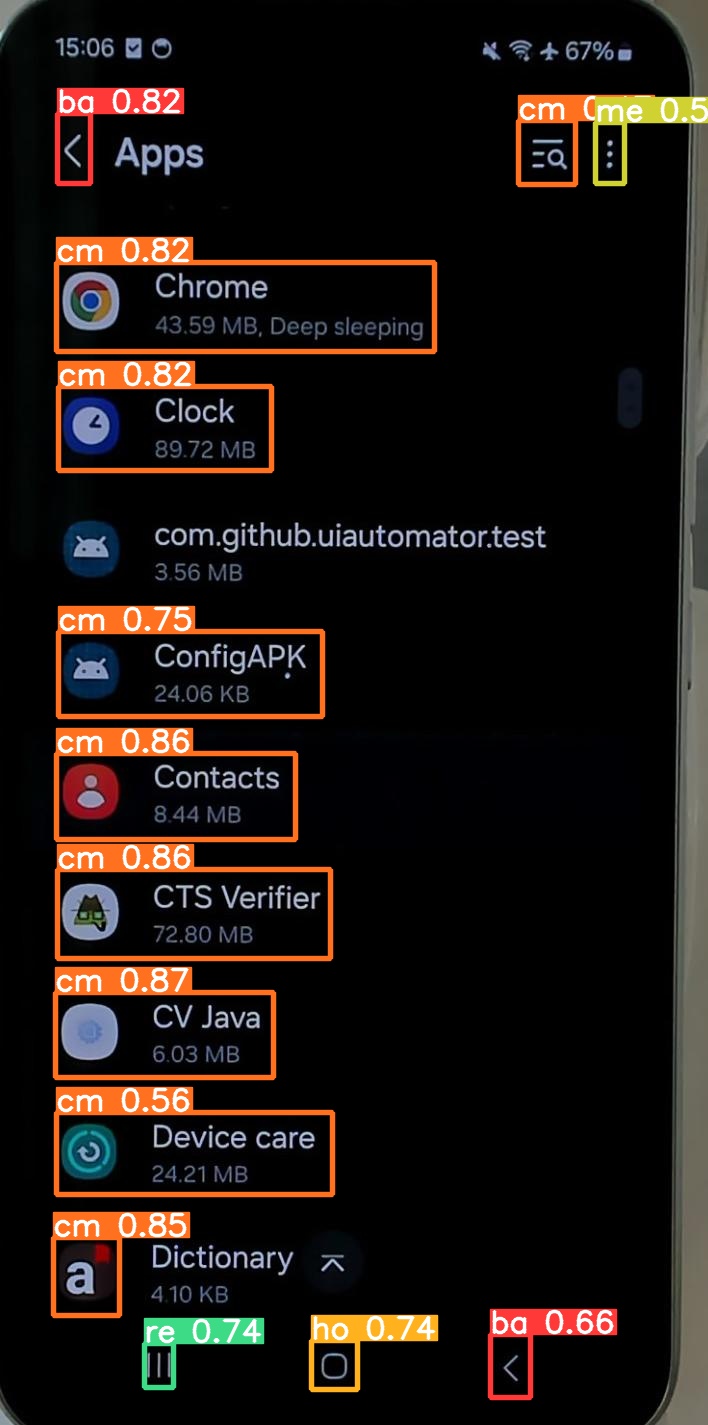 15:06 67%
ba 0.82
cm 0. me 0.5
Apps
cm 0.82
Chrome
43.59 MB, Deep sleeping
cm 0.82
Clock
89.72 MB
com.github.uiautomator.test
3.56 MB
cm 0.75
ConfigAPK
24.06 KB
cm 0.86
Contacts
8.44 MB
cm 0.86
CTS Verifier
72.80 MB
cm 0.87
CV Java
6.03 MB
cm 0.56
Device care
24.21 MB
cm 0.85
a
Dictionary
4.10 KB
re 0.74 ho 0.74 ba 0.66